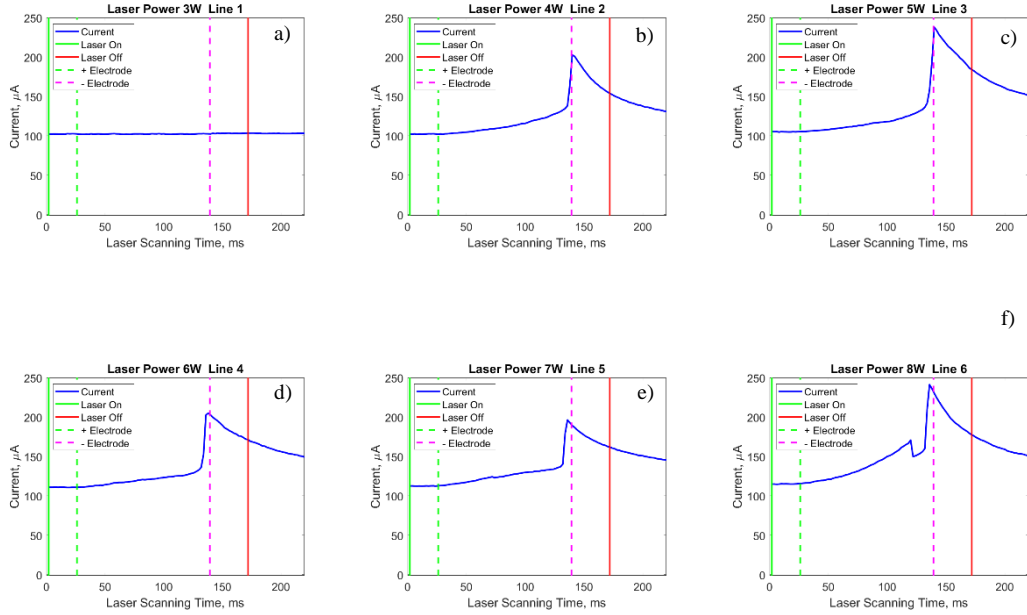 Laser Power 3W Line 1
a)
Current
Laser On
Laser Off
+ Electrode
- Electrode
250
200
150
100
50
0
Current, μA
0 50 100 150 200
Laser Scanning Time, ms
Laser Power 4W Line 2
b)
Current
Laser On
Laser Off
+ Electrode
- Electrode
250
200
150
100
50
0
Current, μA
0 50 100 150 200
Laser Scanning Time, ms
Laser Power 5W Line 3
c)
Current
Laser On
Laser Off
+ Electrode
- Electrode
250
200
150
100
50
0
Current, μA
0 50 100 150 200
Laser Scanning Time, ms
f)
Laser Power 6W Line 4
d)
Current
Laser On
Laser Off
+ Electrode
- Electrode
250
200
150
100
50
0
Current, μA
0 50 100 150 200
Laser Scanning Time, ms
Laser Power 7W Line 5
e)
Current
Laser On
Laser Off
+ Electrode
- Electrode
250
200
150
100
50
0
Current, μA
0 50 100 150 200
Laser Scanning Time, ms
Laser Power 8W Line 6
Current
Laser On
Laser Off
+ Electrode
- Electrode
250
200
150
100
50
0
Current, μA
0 50 100 150 200
Laser Scanning Time, ms